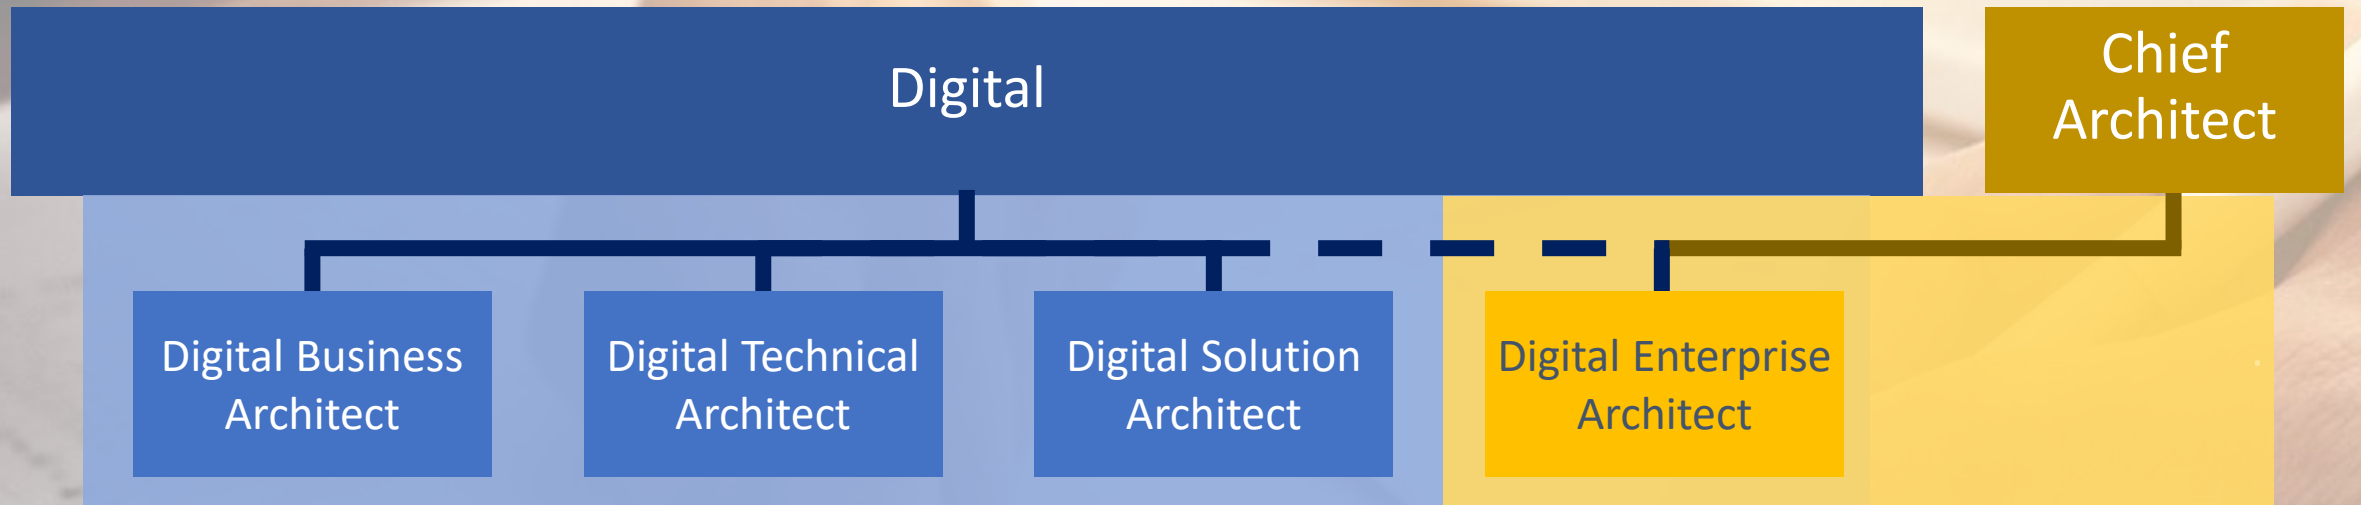 Digital
Chief
Architect
Digital Business
Architect
Digital Technical
Architect
Digital Solution
Architect
Digital Enterprise
Architect